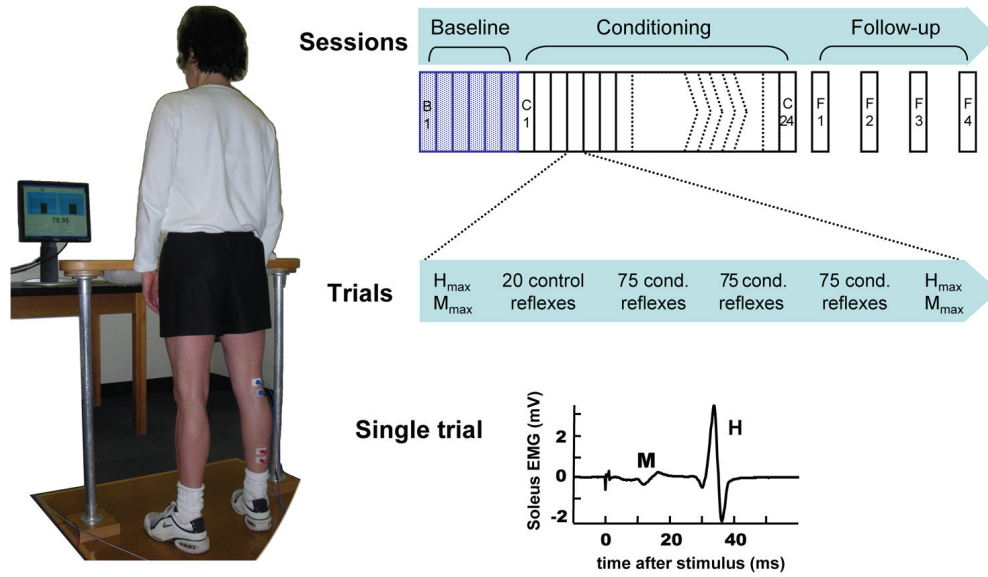 Sessions
Baseline
Conditioning
Follow-up
B
1
C
1
C
24
F
1
F
2
F
3
F
4
Trials
Hmax
Mmax
20 control
reflexes
75 cond.
reflexes
75 cond.
reflexes
75 cond.
reflexes
Hmax
Mmax
Single trial
Soleus EMG (mV)
2
0
-2
M
H
0
20
40
time after stimulus (ms)
78.95